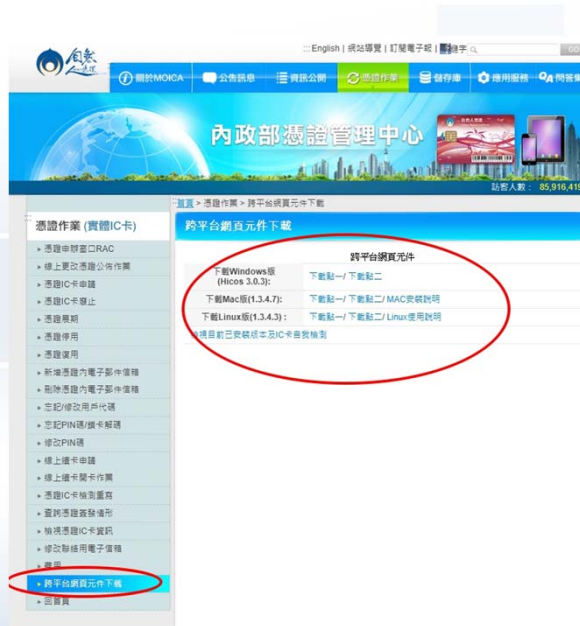 :::English | 網站導覽 | 訂閱電子報 |
自然人憑證
關於MOICA 公告訊息 資訊公開 憑證作業 儲存庫 應用服務 問答集
內政部憑證管理中心
訪客人數： 85,916,419
首頁 > 憑證作業 > 跨平台網頁元件下載
憑證作業 (實體IC卡)
憑證申辦窗口RAC
線上更改憑證公佈作業
憑證IC卡申請
憑證IC卡廢止
憑證展期
憑證停用
憑證復用
新增憑證內電子郵件信箱
刪除憑證內電子郵件信箱
忘記/修改用戶代碼
忘記PIN碼/鎖卡解碼
修改PIN碼
線上續卡申請
線上續卡開卡作業
憑證IC卡檢測重寫
查詢憑證簽發情形
檢視憑證IC卡資訊
修改聯絡用電子信箱
費用
跨平台網頁元件下載
回首頁
跨平台網頁元件下載
跨平台網頁元件
下載Windows版
(Hicos 3.0.3):
下載點一/ 下載點二
下載Mac版(1.3.4.7): 下載點一/ 下載點二/ MAC安裝說明
下載Linux版(1.3.4.3) : 下載點一/ 下載點二/ Linux使用說明
檢視目前已安裝版本及IC卡自我檢測